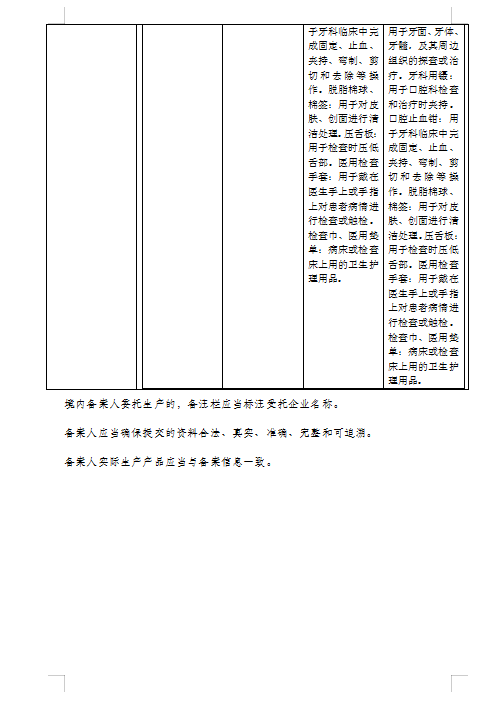 子牙科临床中完
成固定、止血、
夹持、弯制、剪
切和去除等操
作。脱脂棉球、
棉签：用于对皮
肤、创面进行清
洁处理。压舌板：
用于检查时压低
舌部。医用检查
手套：用于戴在
医生手上或手指
上对患者病情进
行检查或触检。
检查巾、医用垫
单：病床或检查
床上用的卫生护
理用品。
用于牙面、牙体、
牙髓，及其周边
组织的探查或治
疗。牙科用镊：
用于口腔科检查
和治疗时夹持。
口腔止血钳：用
于牙科临床中完
成固定、止血、
夹持、弯制、剪
切和去除等操
作。脱脂棉球、
棉签：用于对皮
肤、创面进行清
洁处理。压舌板：
用于检查时压低
舌部。医用检查
手套：用于戴在
医生手上或手指
上对患者病情进
行检查或触检。
检查巾、医用垫
单：病床或检查
床上用的卫生护
理用品。
境内备案人委托生产的，备注栏应当标注受托企业名称。
备案人应当确保提交的资料合法、真实、准确、完整和可追溯。
备案人实际生产产品应当与备案信息一致。